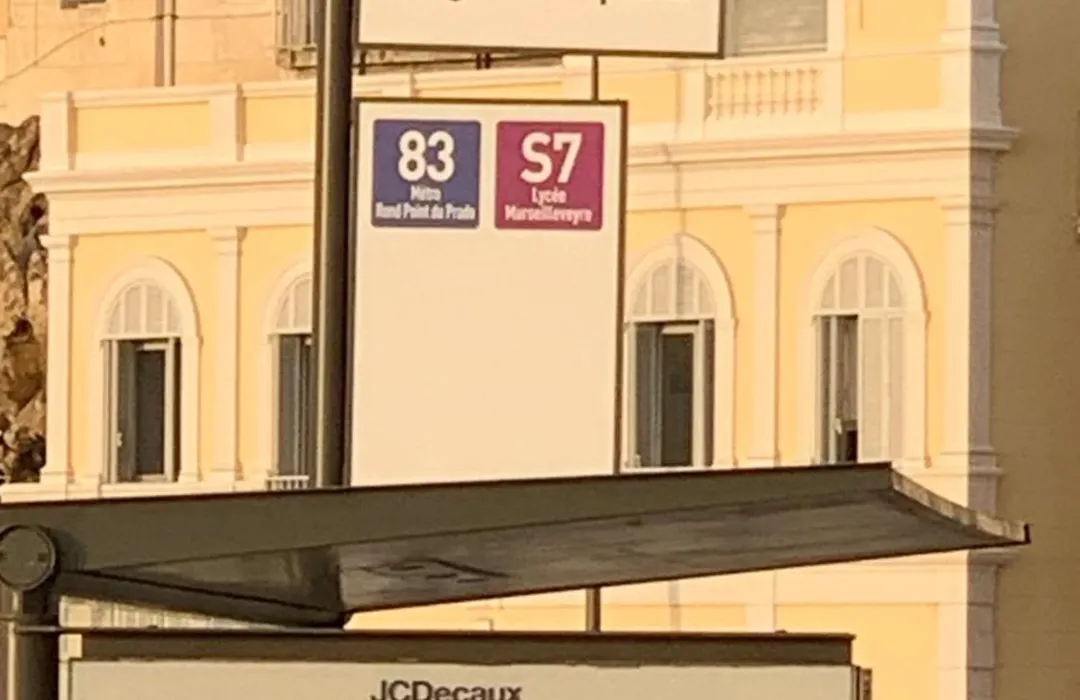 83
Métro
Rond Point du Prado
S7
Lycée
Marseilleveyre
JCDecaux